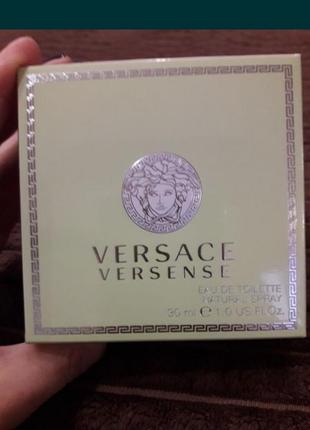 VERSACE
VERSENSE
EAU DE TOILETTE
NATURAL SPRAY
30 ml ℮ 1.0 US.Fl.Oz.